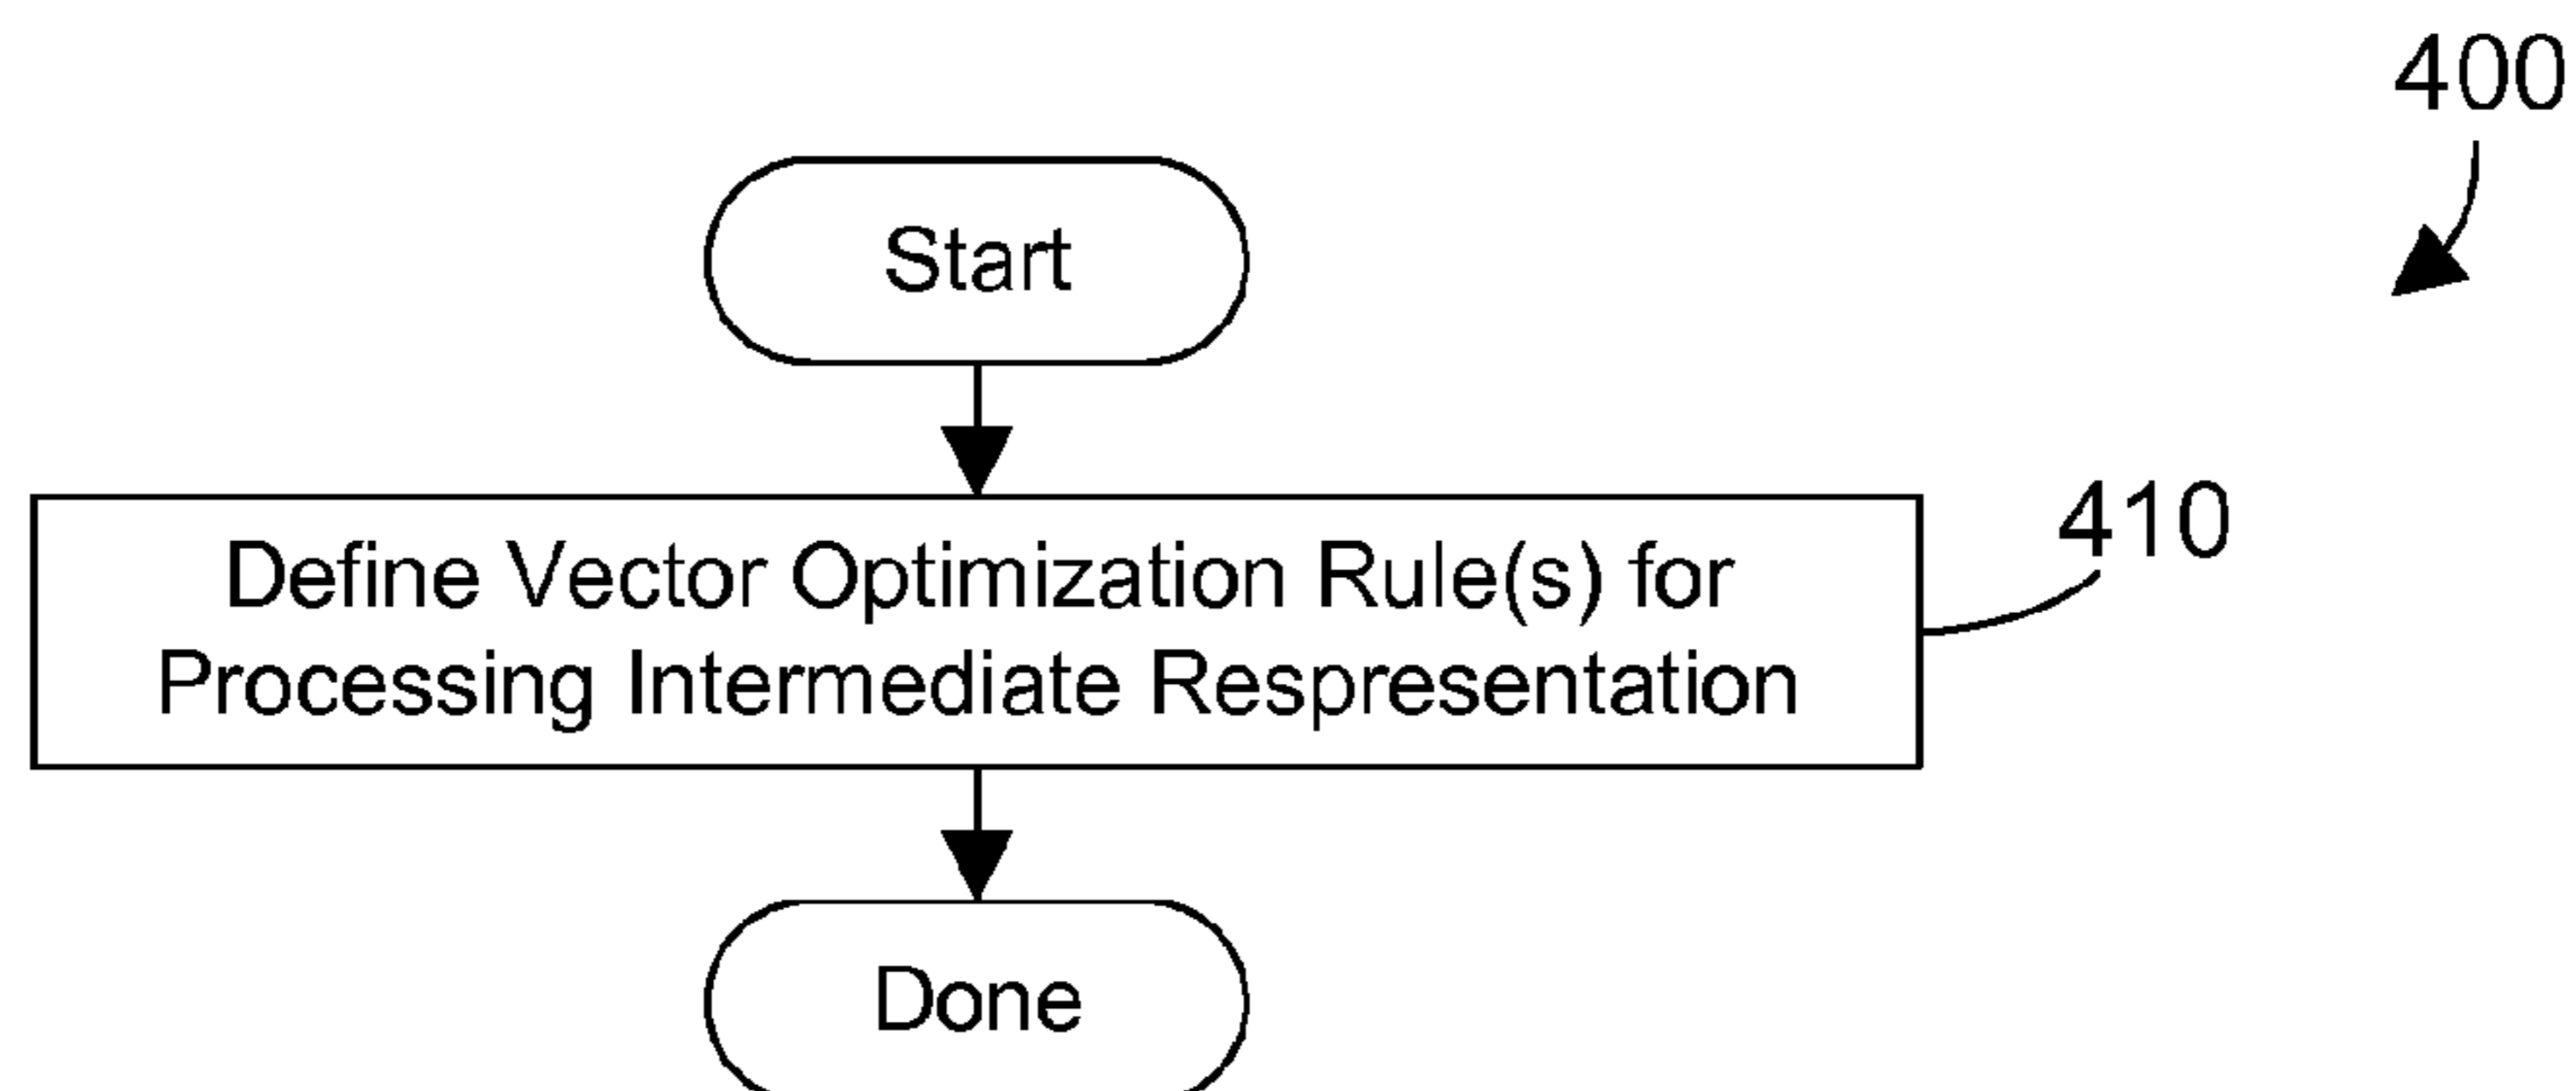 400
Start
Define Vector Optimization Rule(s) for
Processing Intermediate Respresentation
410
Done